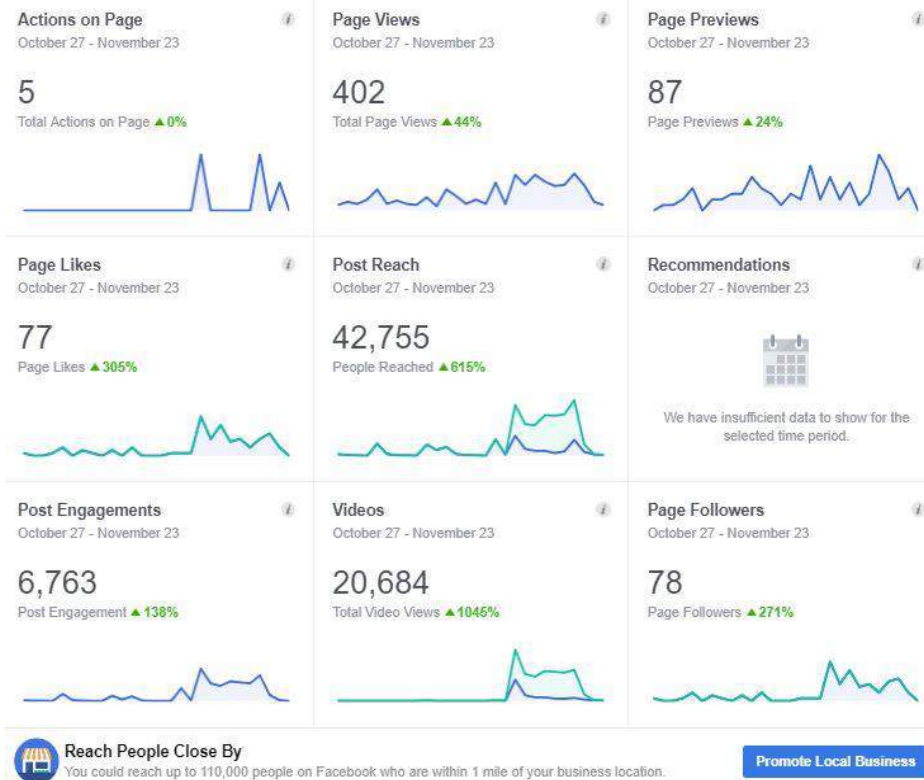 Actions on Page
October 27 - November 23
5
Total Actions on Page ▲0%
Page Views
October 27 - November 23
402
Total Page Views ▲44%
Page Previews
October 27 - November 23
87
Page Previews ▲24%
Page Likes
October 27 - November 23
77
Page Likes ▲305%
Post Reach
October 27 - November 23
42,755
People Reached ▲615%
Recommendations
October 27 - November 23
We have insufficient data to show for the
selected time period.
Post Engagements
October 27 - November 23
6,763
Post Engagement ▲138%
Videos
October 27 - November 23
20,684
Total Video Views ▲1045%
Page Followers
October 27 - November 23
78
Page Followers ▲271%
Reach People Close By
You could reach up to 110,000 people on Facebook who are within 1 mile of your business location.
Promote Local Business